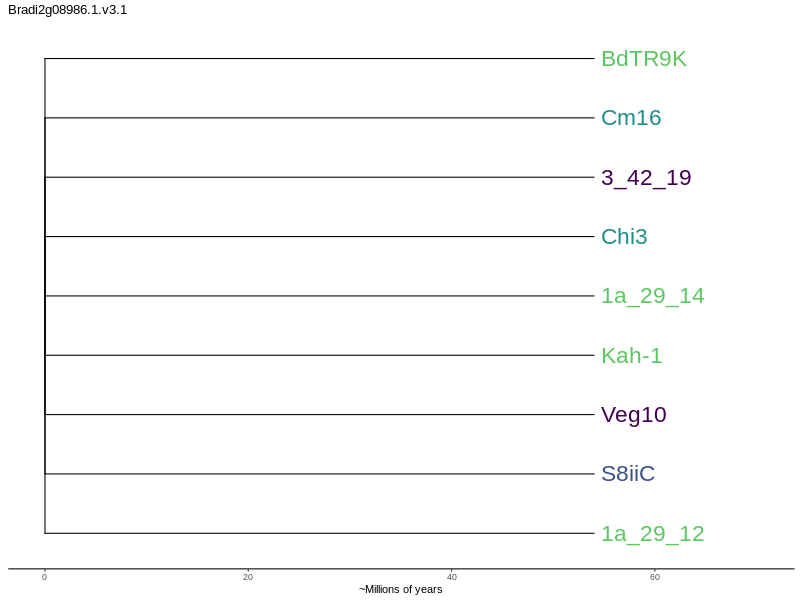 Bradi2g08986.1.v3.1
BdTR9K
Cm16
3_42_19
Chi3
1a_29_14
Kah-1
Veg10
S8iiC
1a_29_12
0 20 40 60
~Millions of years